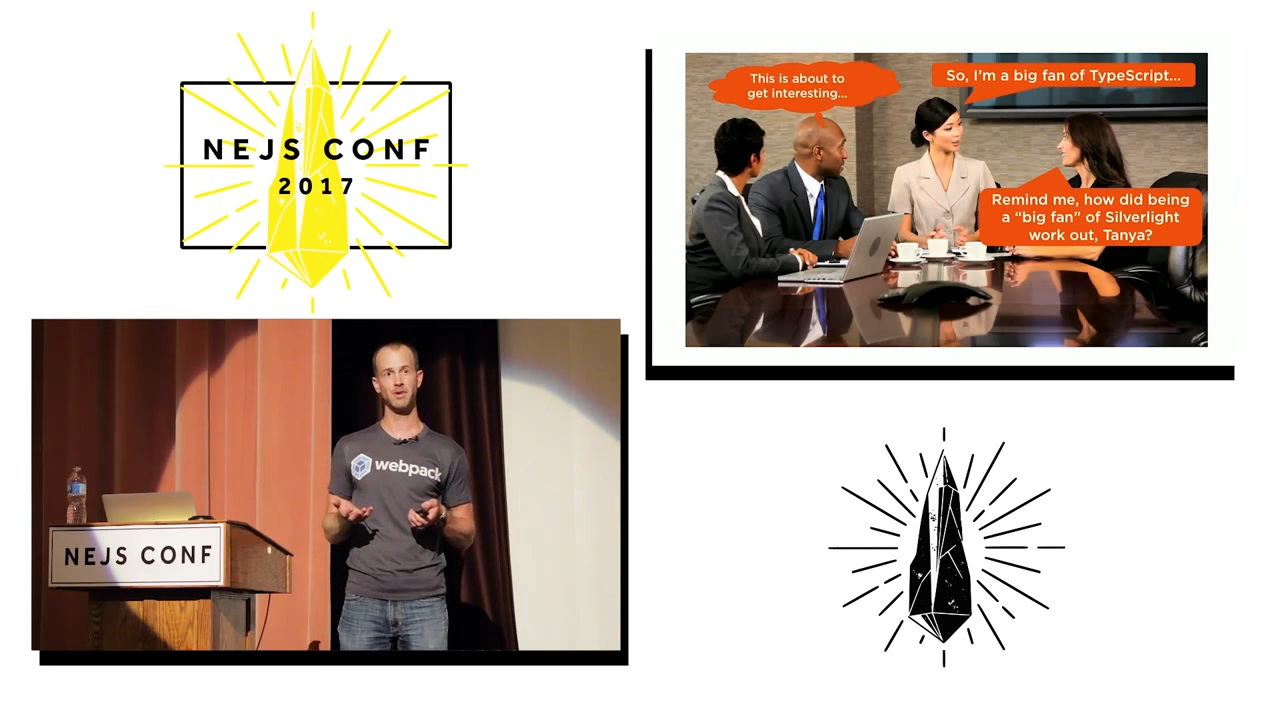 NEJS CONF
2017
This is about to
get interesting...
So, I'm a big fan of TypeScript...
Remind me, how did being
a “big fan” of Silverlight
work out, Tanya?
webpack
NEJS CONF